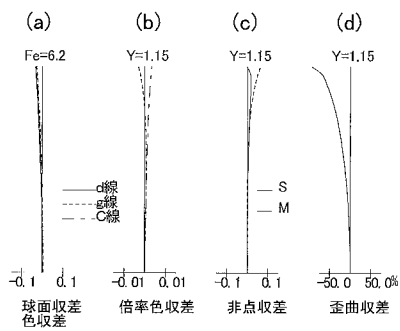 (a) (b) (c) (d)
Fe=6.2 Y=1.15 Y=1.15 Y=1.15
d線
g線
C線
S
M
-0.1 0.1 -0.01 0.01 -0.1 0.1 -50.0 50.0%
球面収差 倍率色収差 非点収差 歪曲収差
色収差